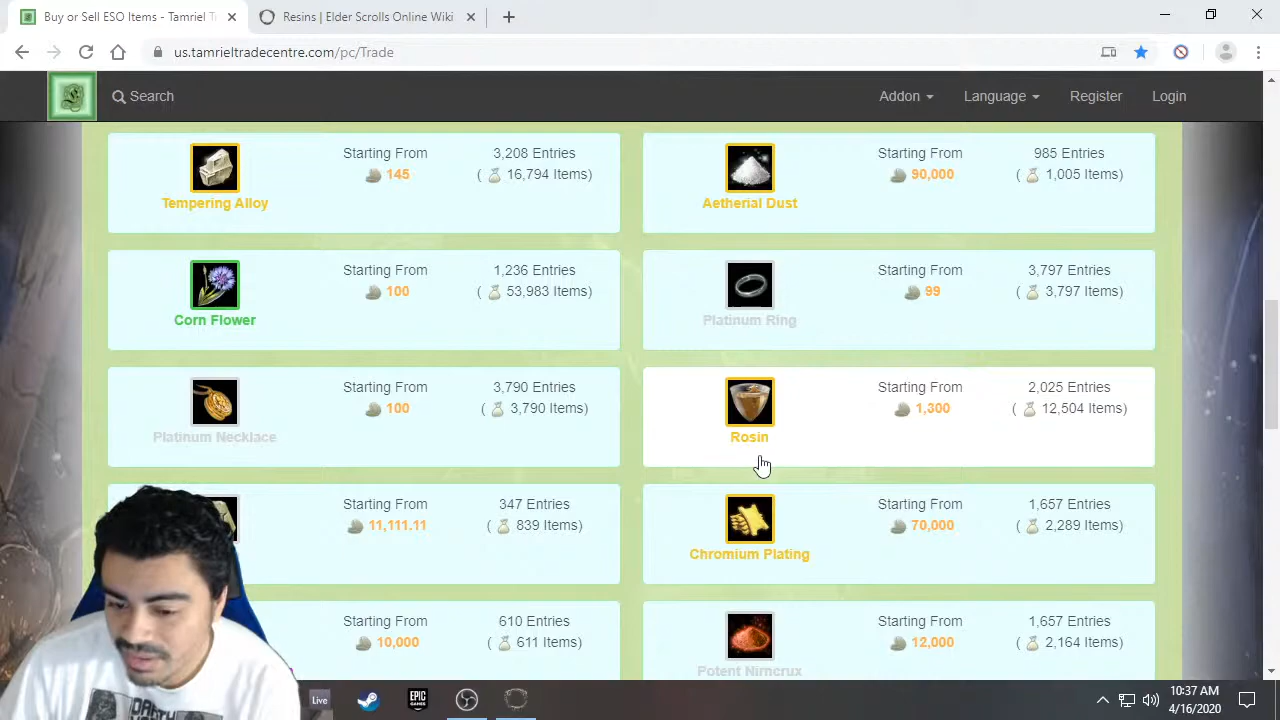 Buy or Sell ESO Items - Tamriel T
Resins | Elder Scrolls Online Wiki
us.tamrieltradecentre.com/pc/Trade
Search
Addon
Language
Register
Login
Tempering Alloy
Starting From
145
3,208 Entries
( 16,794 Items)
Aetherial Dust
Starting From
90,000
985 Entries
( 1,005 Items)
Corn Flower
Starting From
100
1,236 Entries
( 53,983 Items)
Platinum Ring
Starting From
99
3,797 Entries
( 3,797 Items)
Platinum Necklace
Starting From
100
3,790 Entries
( 3,790 Items)
Rosin
Starting From
1,300
2,025 Entries
( 12,504 Items)
Starting From
11,111.11
347 Entries
( 839 Items)
Chromium Plating
Starting From
70,000
1,657 Entries
( 2,289 Items)
Starting From
10,000
610 Entries
( 611 Items)
Potent Nirncrux
Starting From
12,000
1,657 Entries
( 2,164 Items)
Live
EPIC
GAMES
10:37 AM
4/16/2020